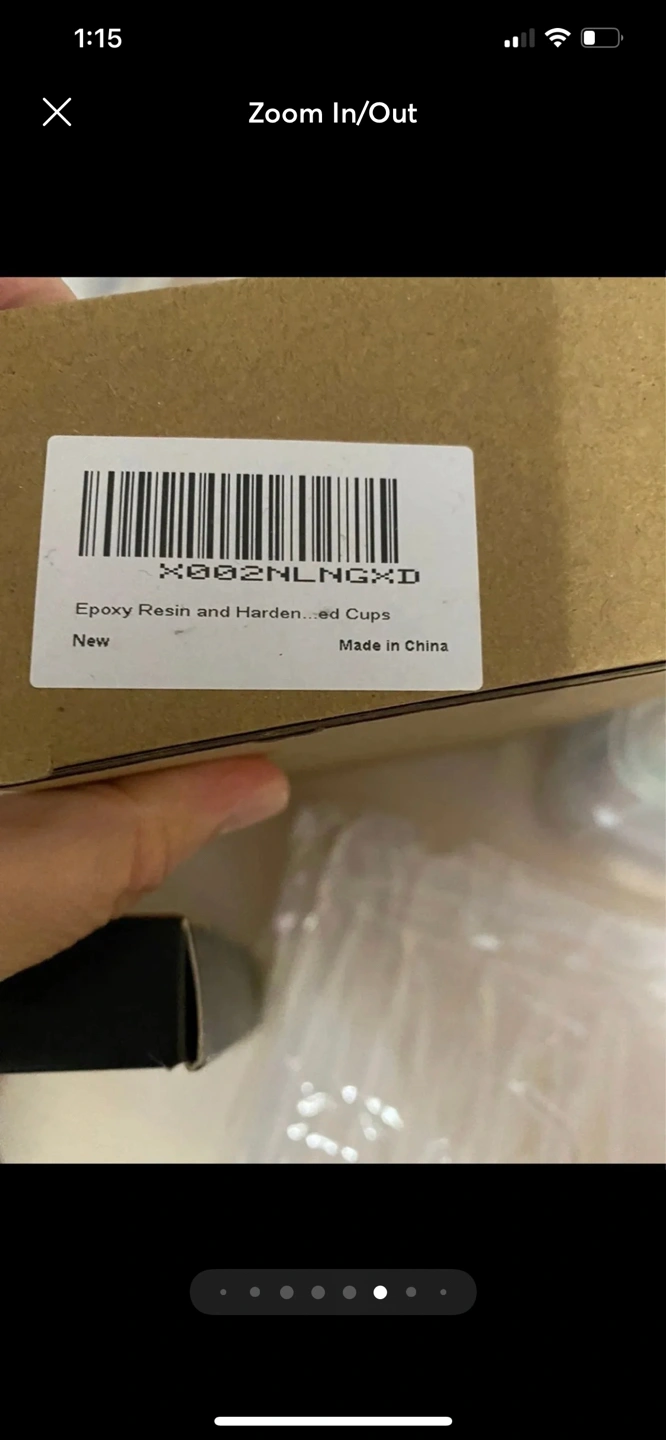 1:15
Zoom In/Out
X002NLNGXD
Epoxy Resin and Harden...ed Cups
New
Made in China